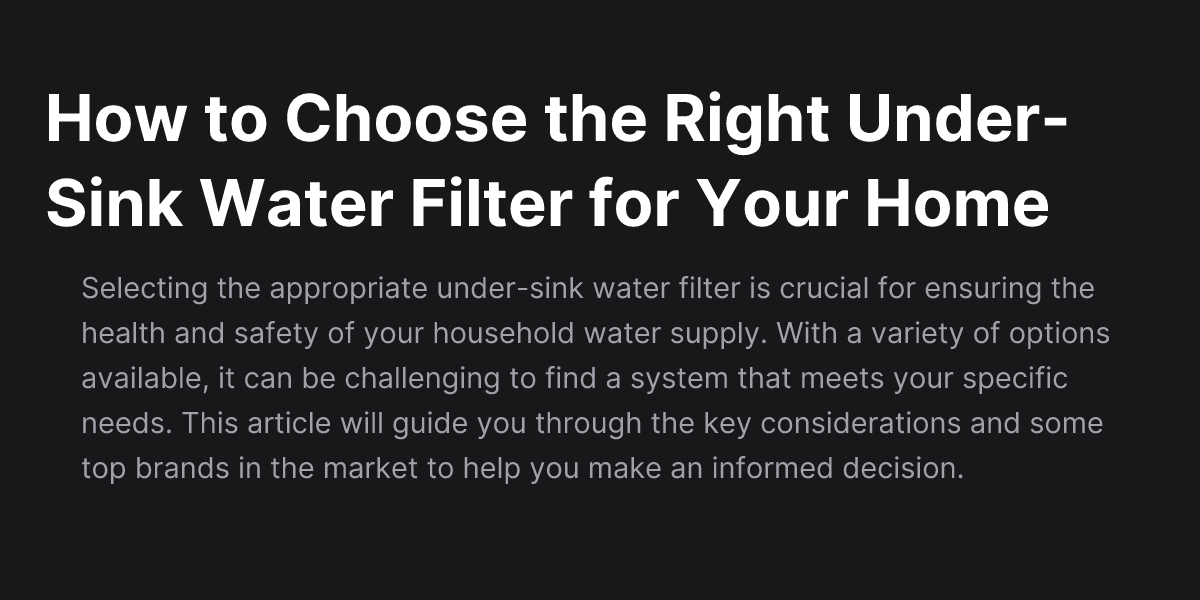 How to Choose the Right Under-
Sink Water Filter for Your Home
Selecting the appropriate under-sink water filter is crucial for ensuring the
health and safety of your household water supply. With a variety of options
available, it can be challenging to find a system that meets your specific
needs. This article will guide you through the key considerations and some
top brands in the market to help you make an informed decision.